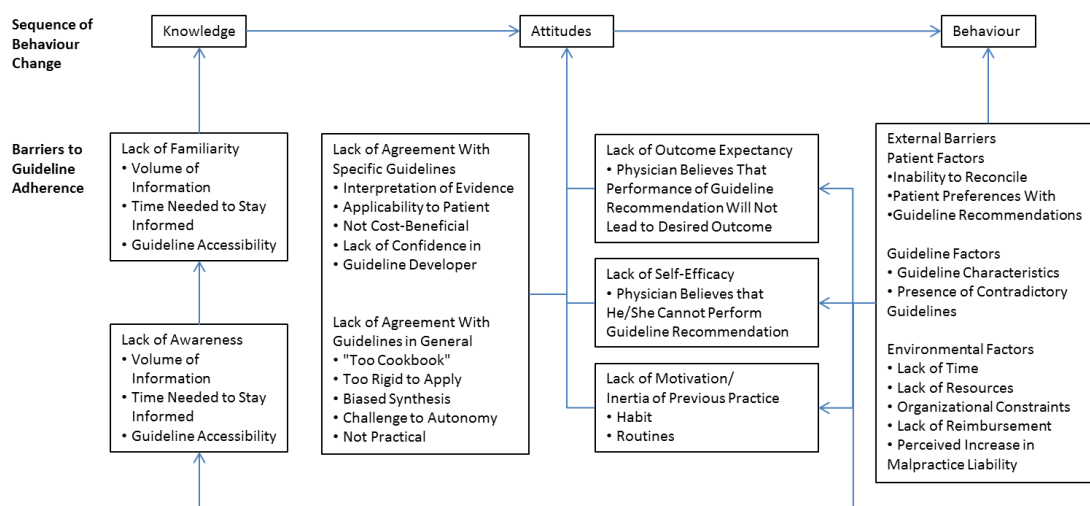 Sequence of
Behaviour
Change
Knowledge
Attitudes
Behaviour
Barriers to
Guideline
Adherence
Lack of Familiarity
• Volume of
Information
• Time Needed to Stay
Informed
• Guideline Accessibility
Lack of Awareness
• Volume of
Information
• Time Needed to Stay
Informed
• Guideline Accessibility
Lack of Agreement With
Specific Guidelines
• Interpretation of Evidence
• Applicability to Patient
• Not Cost-Beneficial
• Lack of Confidence in
• Guideline Developer
Lack of Agreement With
Guidelines in General
• "Too Cookbook"
• Too Rigid to Apply
• Biased Synthesis
• Challenge to Autonomy
• Not Practical
Lack of Outcome Expectancy
• Physician Believes That
Performance of Guideline
Recommendation Will Not
Lead to Desired Outcome
Lack of Self-Efficacy
• Physician Believes that
He/She Cannot Perform
Guideline Recommendation
Lack of Motivation/
Inertia of Previous Practice
• Habit
• Routines
External Barriers
Patient Factors
•Inability to Reconcile
•Patient Preferences With
•Guideline Recommendations
Guideline Factors
• Guideline Characteristics
• Presence of Contradictory
Guidelines
Environmental Factors
• Lack of Time
• Lack of Resources
• Organizational Constraints
• Lack of Reimbursement
• Perceived Increase in
Malpractice Liability